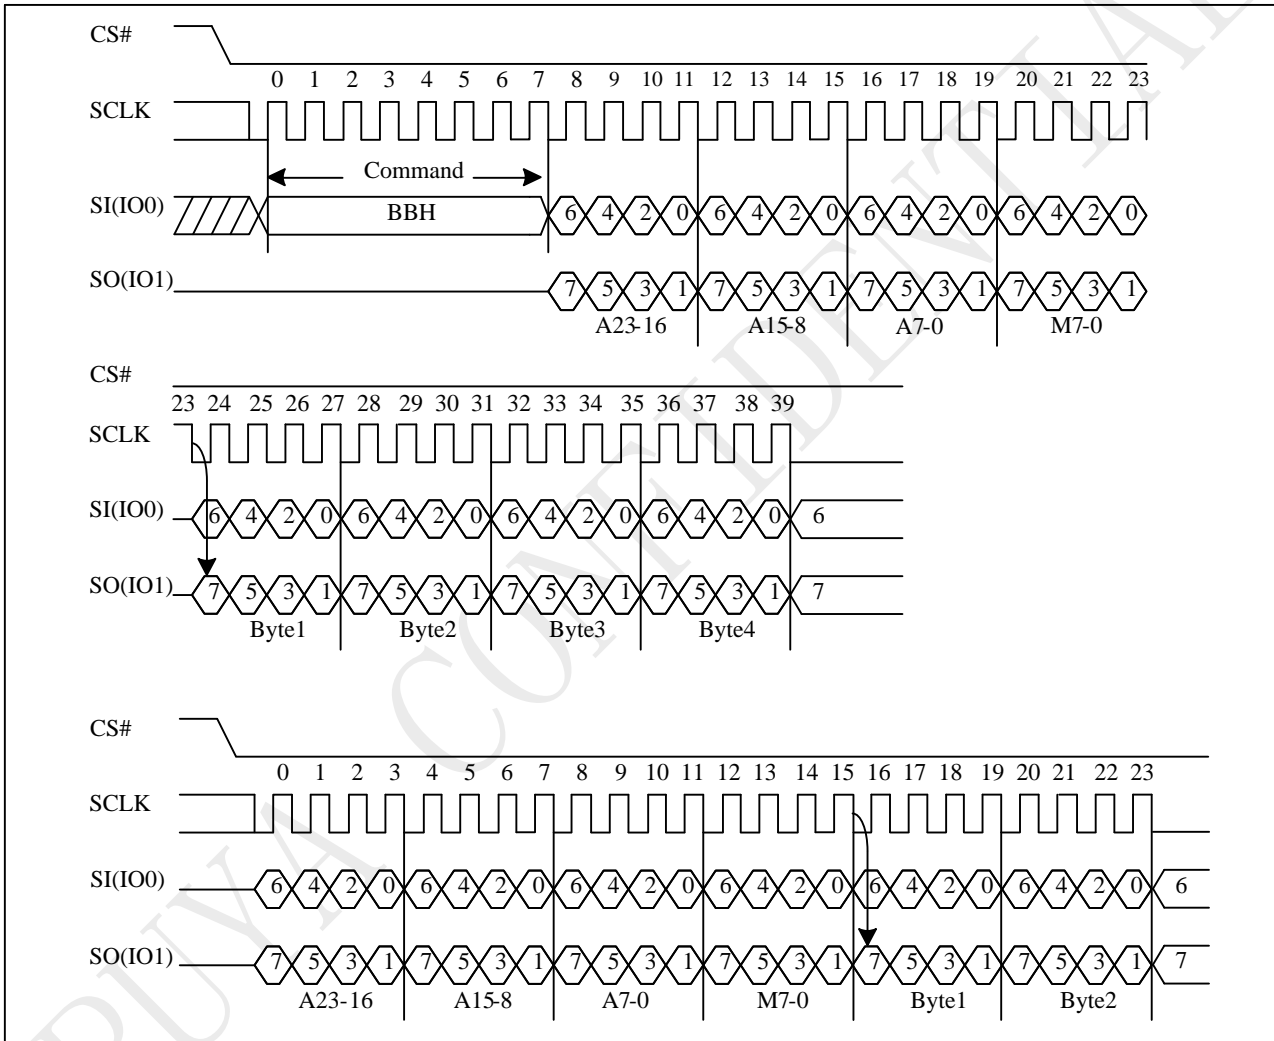 CS#
0 1 2 3 4 5 6 7 8 9 10 11 12 13 14 15 16 17 18 19 20 21 22 23
SCLK
Command
SI(IO0) BBH 6 4 2 0 6 4 2 0 6 4 2 0 6 4 2 0
SO(IO1) 7 5 3 1 7 5 3 1 7 5 3 1 7 5 3 1
A23-16 A15-8 A7-0 M7-0
CS#
23 24 25 26 27 28 29 30 31 32 33 34 35 36 37 38 39
SCLK
SI(IO0) 6 4 2 0 6 4 2 0 6 4 2 0 6 4 2 0 6
SO(IO1) 7 5 3 1 7 5 3 1 7 5 3 1 7 5 3 1 7
Byte1 Byte2 Byte3 Byte4
CS#
0 1 2 3 4 5 6 7 8 9 10 11 12 13 14 15 16 17 18 19 20 21 22 23
SCLK
SI(IO0) 6 4 2 0 6 4 2 0 6 4 2 0 6 4 2 0 6 4 2 0 6 4 2 0 6
SO(IO1) 7 5 3 1 7 5 3 1 7 5 3 1 7 5 3 1 7 5 3 1 7 5 3 1 7
A23-16 A15-8 A7-0 M7-0 Byte1 Byte2
PUYA CONFIDENTIAL